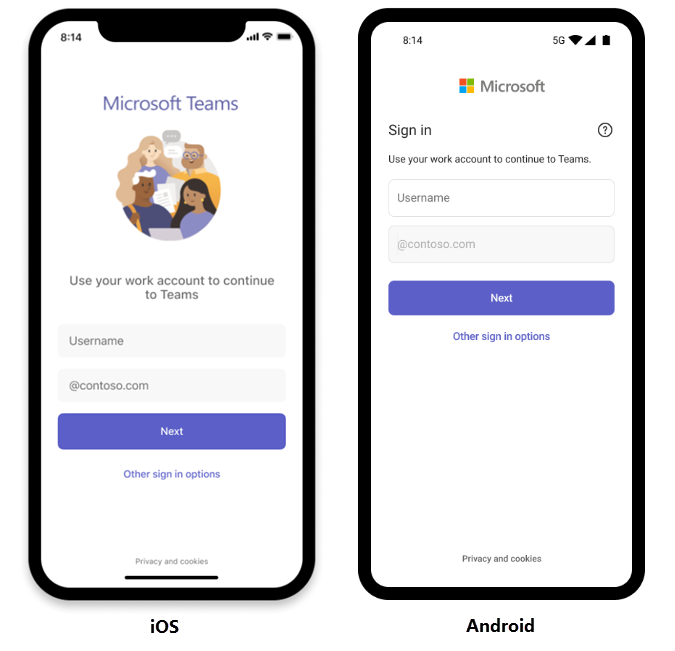 8:14
Microsoft Teams
Use your work account to continue
to Teams
Username
@contoso.com
Next
Other sign in options
Privacy and cookies
iOS
8:14
5G
Microsoft
Sign in
?
Use your work account to continue to Teams.
Username
@contoso.com
Next
Other sign in options
Privacy and cookies
Android